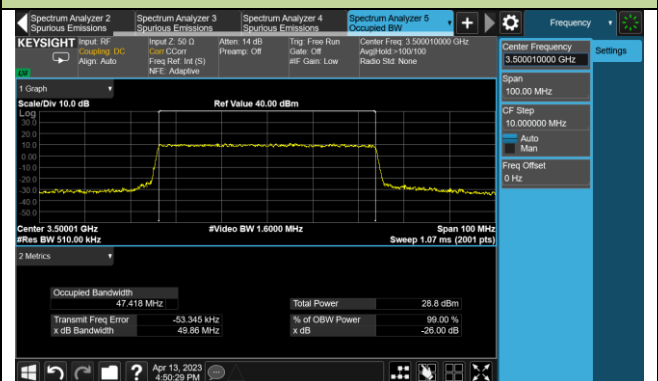 Spectrum Analyzer 2
Spurious Emissions
Spectrum Analyzer 3
Spurious Emissions
Spectrum Analyzer 4
Spurious Emissions
Spectrum Analyzer 5
Occupied BW
Frequency
KEYSIGHT
LW
Input: RF
Coupling: DC
Align: Auto
Input Z: 50 Ω
Corr CCorr
Freq Ref: Int (S)
NFE: Adaptive
Atten: 14 dB
Preamp: Off
Trig: Free Run
Gate: Off
#IF Gain: Low
Center Freq: 3.500010000 GHz
Avg|Hold:>100/100
Radio Std: None
Center Frequency
3.500010000 GHz
Settings
Span
100.00 MHz
CF Step
10.000000 MHz
Auto
Man
Freq Offset
0 Hz
1 Graph
Scale/Div 10.0 dB
Ref Value 40.00 dBm
Log
30.0
20.0
10.0
0.00
-10.0
-20.0
-30.0
-40.0
-50.0
Center 3.50001 GHz
#Video BW 1.6000 MHz
Span 100 MHz
#Res BW 510.00 kHz
Sweep 1.07 ms (2001 pts)
2 Metrics
Occupied Bandwidth
47.418 MHz
Total Power
28.8 dBm
Transmit Freq Error
-53.345 kHz
% of OBW Power
99.00 %
x dB Bandwidth
49.86 MHz
x dB
-26.00 dB
?
Apr 13, 2023
4:50:29 PM